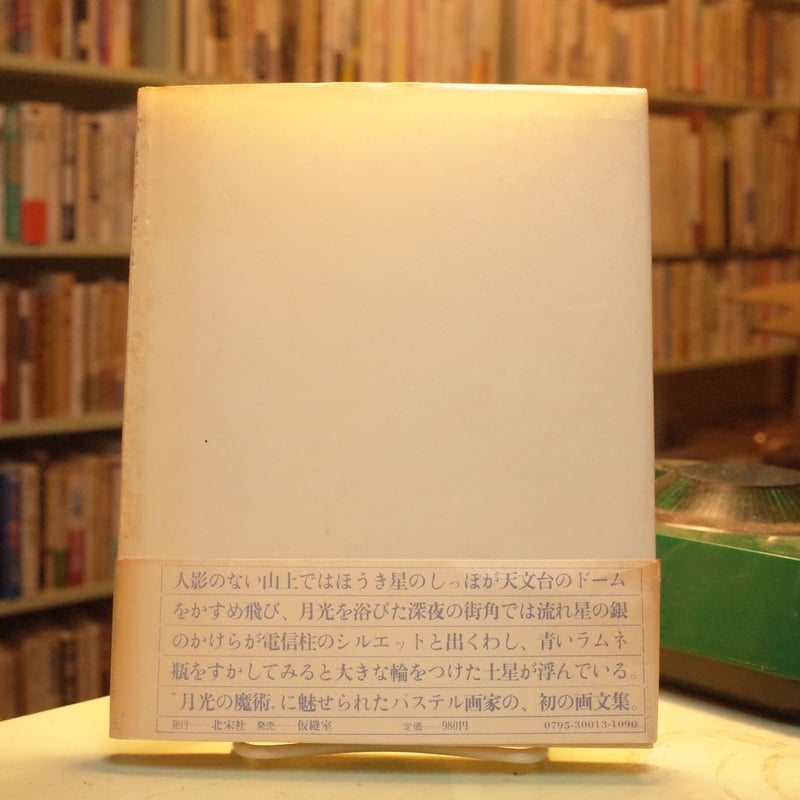 人影のない山上ではほうき星のしっぽが天文台のドーム
をかすめ飛び、月光を浴びた深夜の街角では流れ星の銀
のかけらが電信柱のシルエットと出くわし、青いラムネ
瓶をすかしてみると大きな輪をつけた土星が浮んでいる。
"月光の魔術"に魅せられたパステル画家の、初の画文集。
発行──北宋社 発売──仮縫室 定価──980円 0795-30013-1090